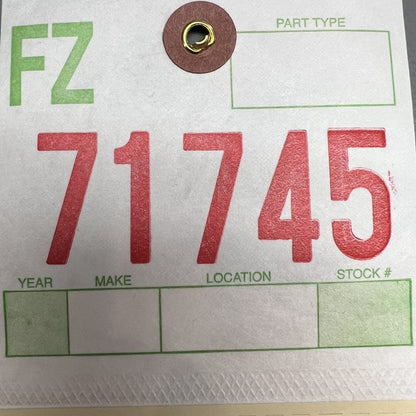 FZ PART TYPE
71745
YEAR MAKE LOCATION STOCK #